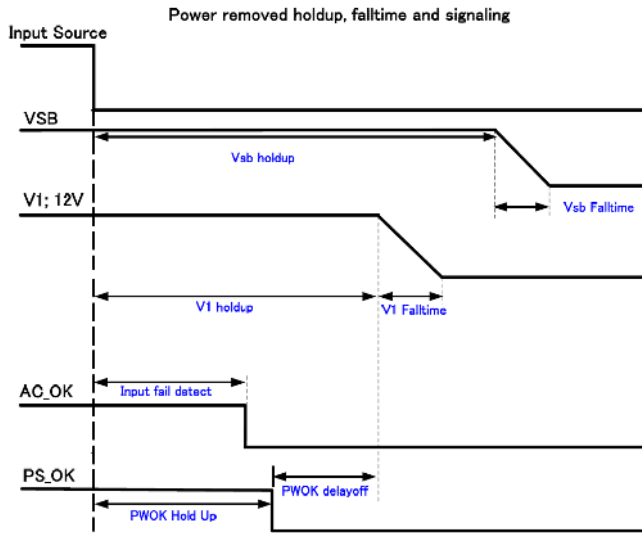 Power removed holdup, falltime and signaling
Input Source
VSB
Vsb holdup
Vsb Falltime
V1; 12V
V1 holdup
V1 Falltime
AC_OK
Input fail detect
PS_OK
PWOK delayoff
PWOK Hold Up